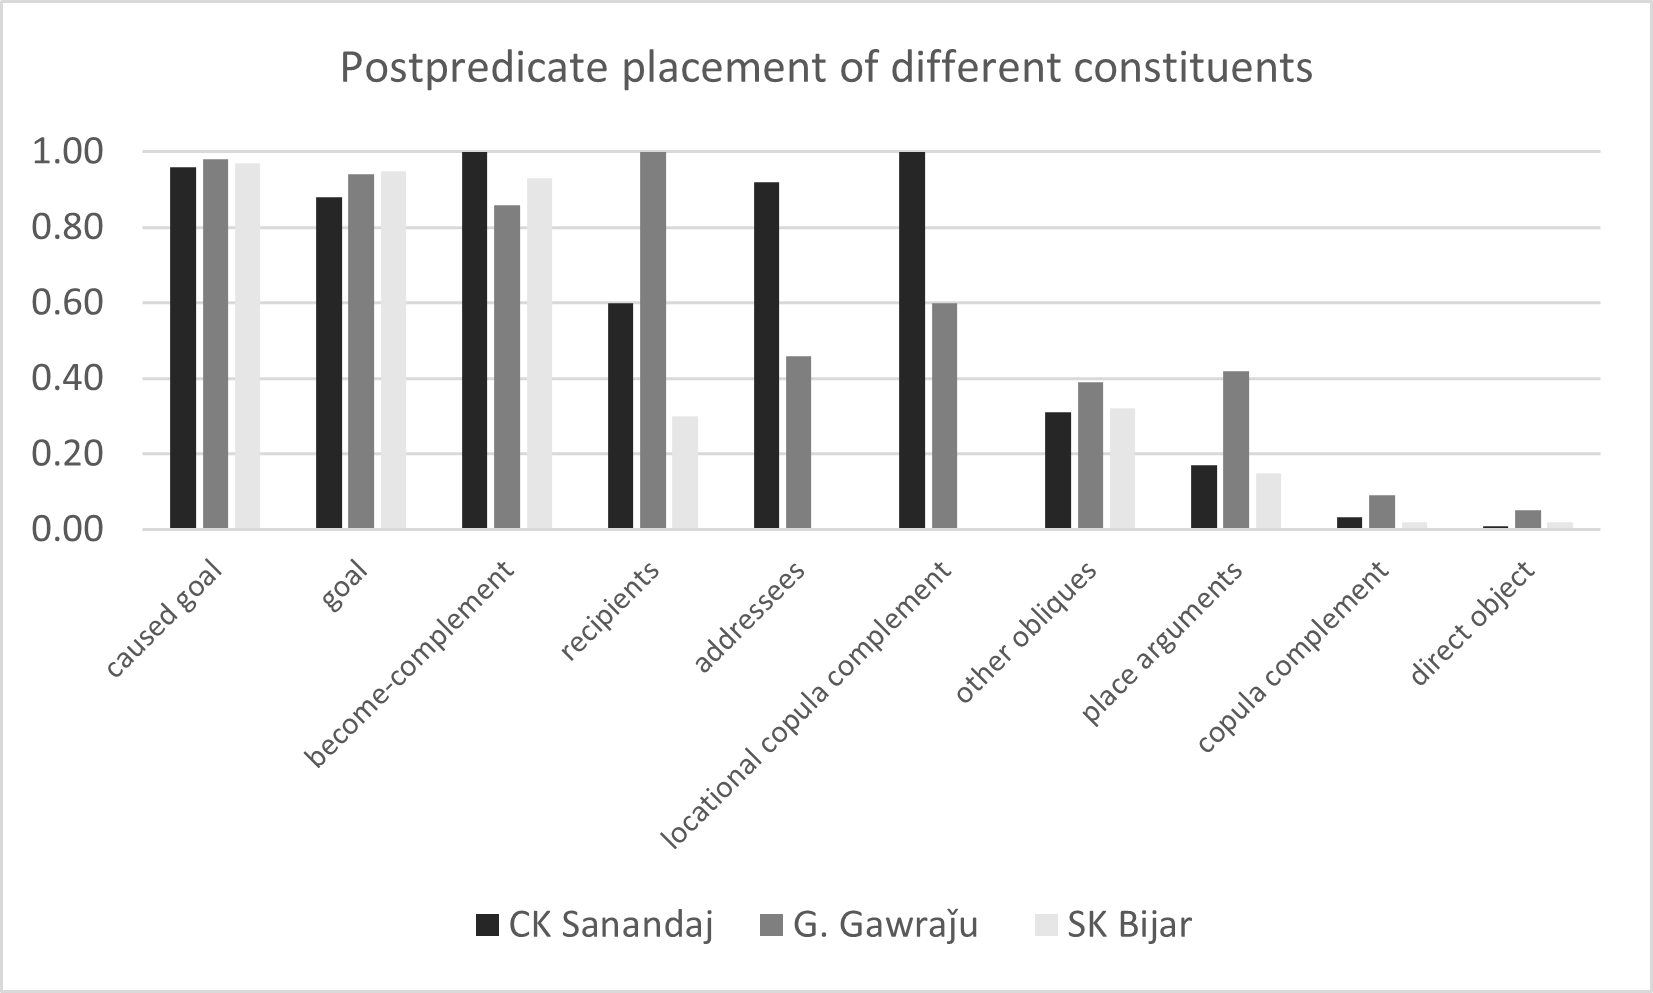 Postpredicate placement of different constituents
1.00
0.80
0.60
0.40
0.20
0.00
caused goal
goal
become-complement
recipients
addressees
locational copula complement
other obliques
place arguments
copula complement
direct object
CK Sanandaj
G. Gawraǰu
SK Bijar